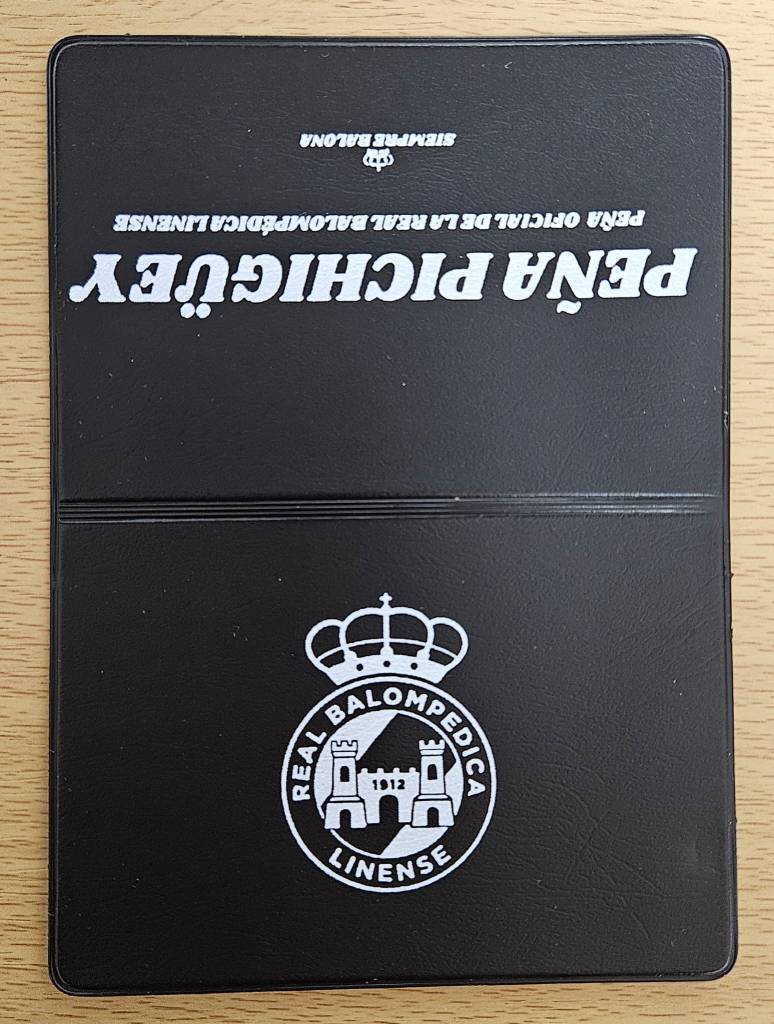 PEÑA PICHIGÜEY
PEÑA OFICIAL DE LA REAL BALOMPÉDICA LINENSE
SIEMPRE BALONA
REAL BALOMPEDICA
1912
LINENSE